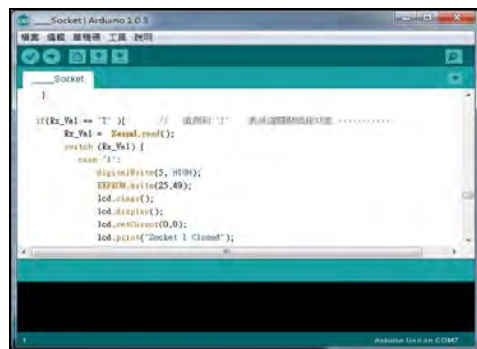 ____Socket | Arduino 1.0.5
檔案 編輯 草稿碼 工具 說明
____Socket
}
if(Rx_Val == 'T' ){ //
Rx_Val = Serial.read();
switch (Rx_Val) {
case '1':
digitalWrite(5, HIGH);
EEPROM.write(25,49);
lcd.clear();
lcd.display();
lcd.setCursor(0,0);
lcd.print("Socket 1 Closed");
1
Arduino Uno on COM7